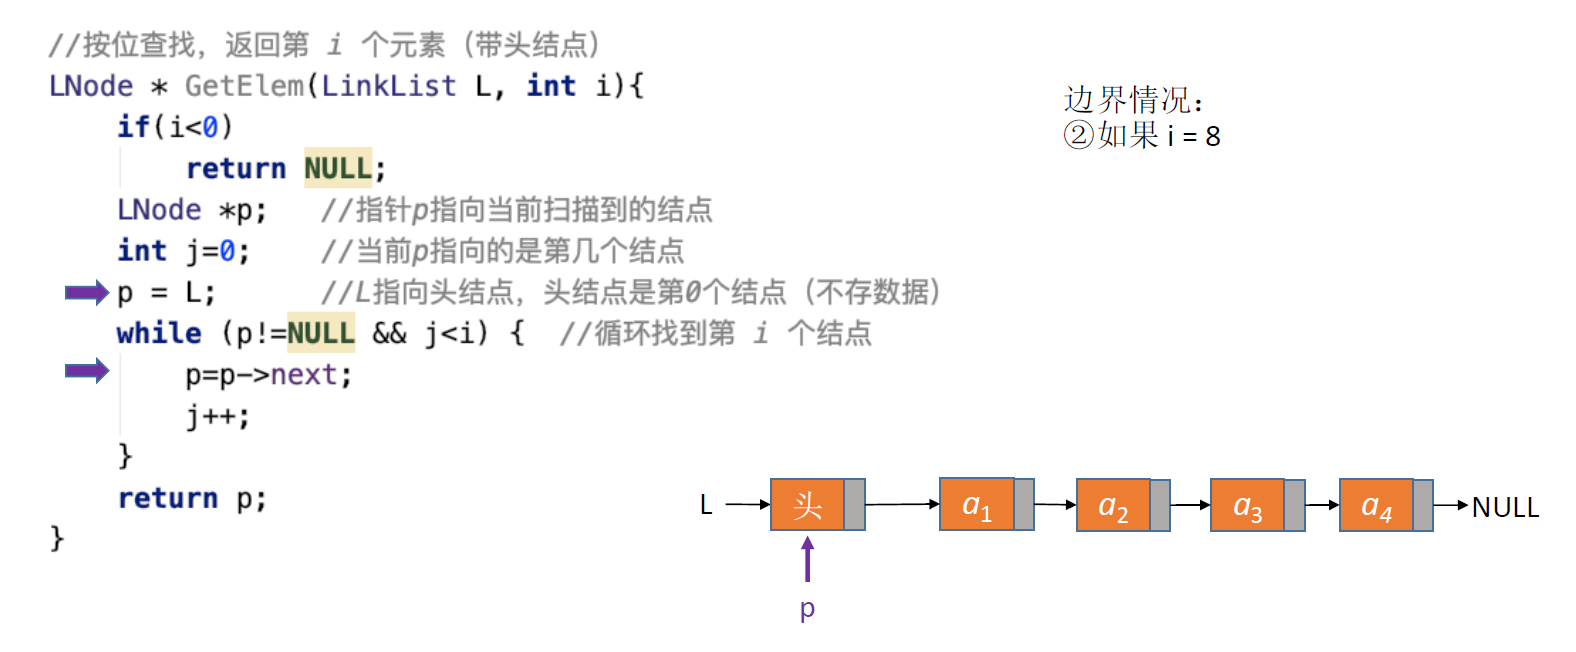 //按位查找，返回第 i 个元素（带头结点）
LNode * GetElem(LinkList L, int i){
if(i<0)
return NULL;
LNode *p; //指针p指向当前扫描到的结点
int j=0; //当前p指向的是第几个结点
p = L; //L指向头结点，头结点是第0个结点（不存数据）
while (p!=NULL && j<i) { //循环找到第 i 个结点
p=p->next;
j++;
}
return p;
}
边界情况：
②如果 i = 8
L 头 a1 a2 a3 a4 NULL
p